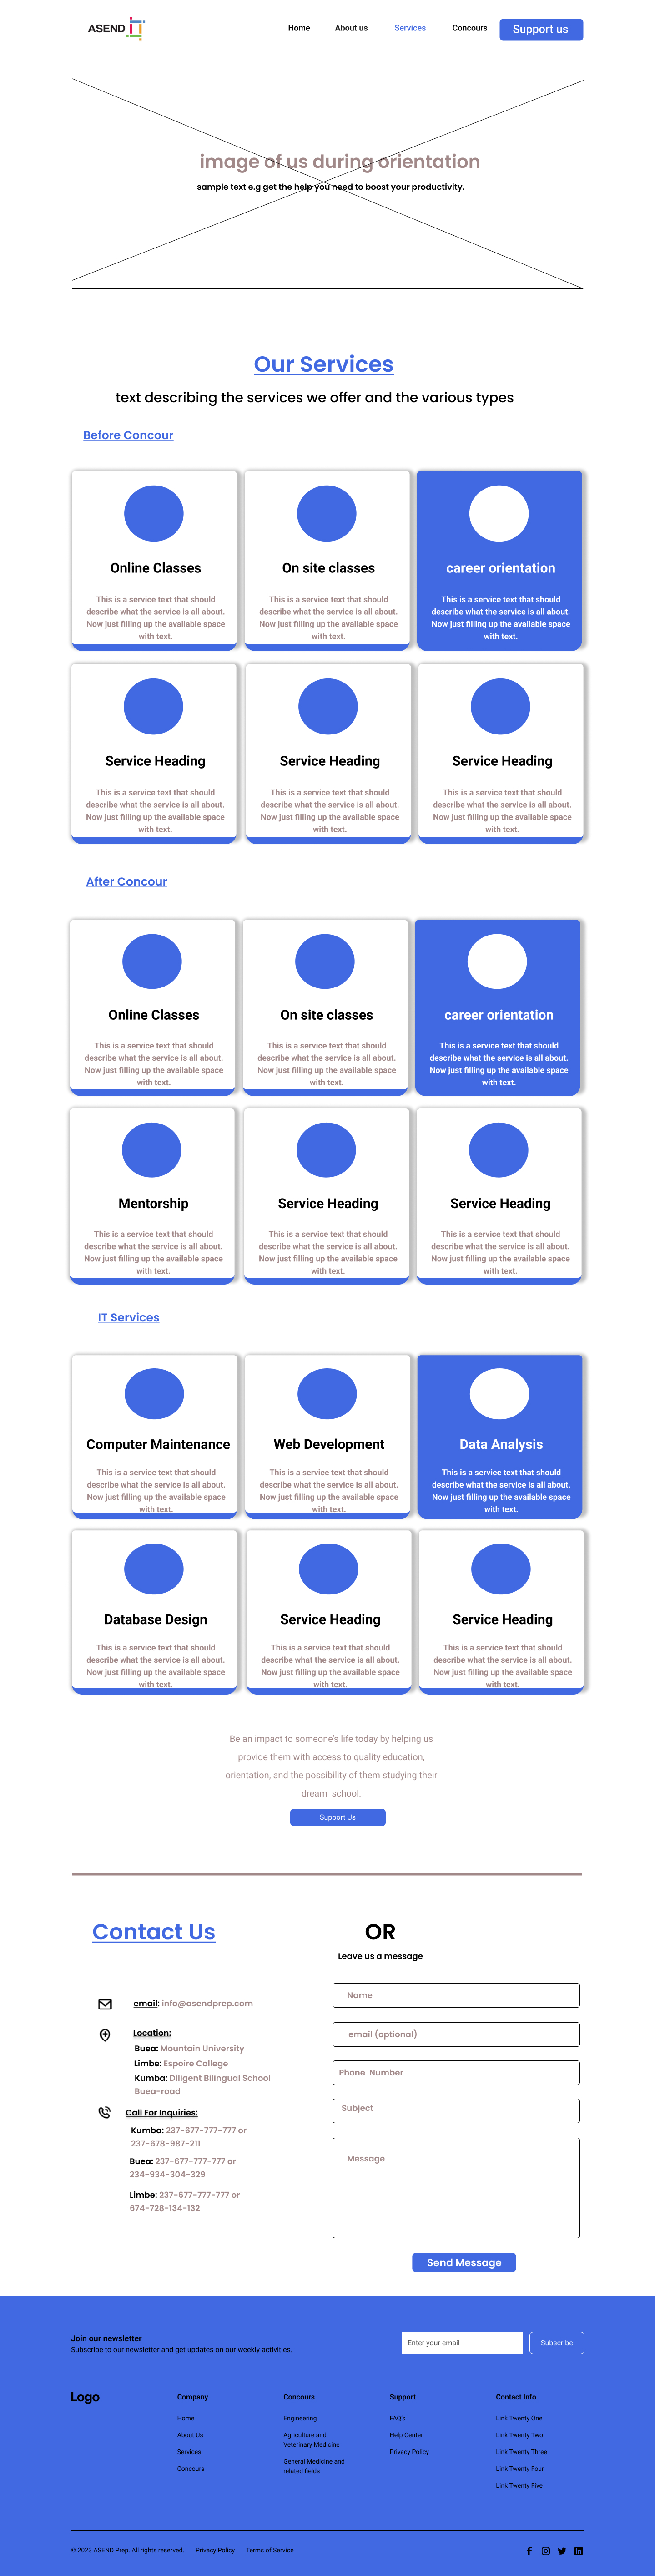 ASEND
Home About us Services Concours Support us
image of us during orientation
sample text e.g get the help you need to boost your productivity.
Our Services
text describing the services we offer and the various types
Before Concour
Online Classes
This is a service text that should
describe what the service is all about.
Now just filling up the available space
with text.
On site classes
This is a service text that should
describe what the service is all about.
Now just filling up the available space
with text.
career orientation
This is a service text that should
describe what the service is all about.
Now just filling up the available space
with text.
Service Heading
This is a service text that should
describe what the service is all about.
Now just filling up the available space
with text.
Service Heading
This is a service text that should
describe what the service is all about.
Now just filling up the available space
with text.
Service Heading
This is a service text that should
describe what the service is all about.
Now just filling up the available space
with text.
After Concour
Online Classes
This is a service text that should
describe what the service is all about.
Now just filling up the available space
with text.
On site classes
This is a service text that should
describe what the service is all about.
Now just filling up the available space
with text.
career orientation
This is a service text that should
describe what the service is all about.
Now just filling up the available space
with text.
Mentorship
This is a service text that should
describe what the service is all about.
Now just filling up the available space
with text.
Service Heading
This is a service text that should
describe what the service is all about.
Now just filling up the available space
with text.
Service Heading
This is a service text that should
describe what the service is all about.
Now just filling up the available space
with text.
IT Services
Computer Maintenance
This is a service text that should
describe what the service is all about.
Now just filling up the available space
with text.
Web Development
This is a service text that should
describe what the service is all about.
Now just filling up the available space
with text.
Data Analysis
This is a service text that should
describe what the service is all about.
Now just filling up the available space
with text.
Database Design
This is a service text that should
describe what the service is all about.
Now just filling up the available space
with text.
Service Heading
This is a service text that should
describe what the service is all about.
Now just filling up the available space
with text.
Service Heading
This is a service text that should
describe what the service is all about.
Now just filling up the available space
with text.
Be an impact to someone's life today by helping us
provide them with access to quality education,
orientation, and the possibility of them studying their
dream school.
Support Us
Contact Us
email: info@asendprep.com
Location:
Buea: Mountain University
Limbe: Espoire College
Kumba: Diligent Bilingual School
Buea-road
Call For Inquiries:
Kumba: 237-677-777-777 or
237-678-987-211
Buea: 237-677-777-777 or
234-934-304-329
Limbe: 237-677-777-777 or
674-728-134-132
OR
Leave us a message
Name
email (optional)
Phone Number
Subject
Message
Send Message
Join our newsletter
Subscribe to our newsletter and get updates on our weekly activities.
Enter your email
Subscribe
Logo
Company
Home
About Us
Services
Concours
Concours
Engineering
Agriculture and
Veterinary Medicine
General Medicine and
related fields
Support
FAQ's
Help Center
Privacy Policy
Contact Info
Link Twenty One
Link Twenty Two
Link Twenty Three
Link Twenty Four
Link Twenty Five
© 2023 ASEND Prep. All rights reserved. Privacy Policy Terms of Service